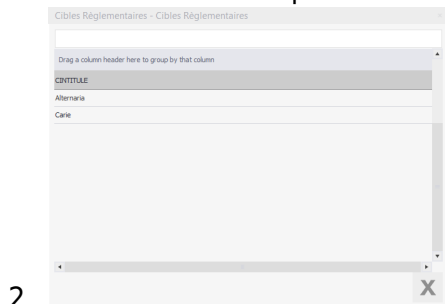 Cibles Réglementaires - Cibles Réglementaires
Drag a column header here to group by that column
CINTITULE
Alternaria
Carie
X
2